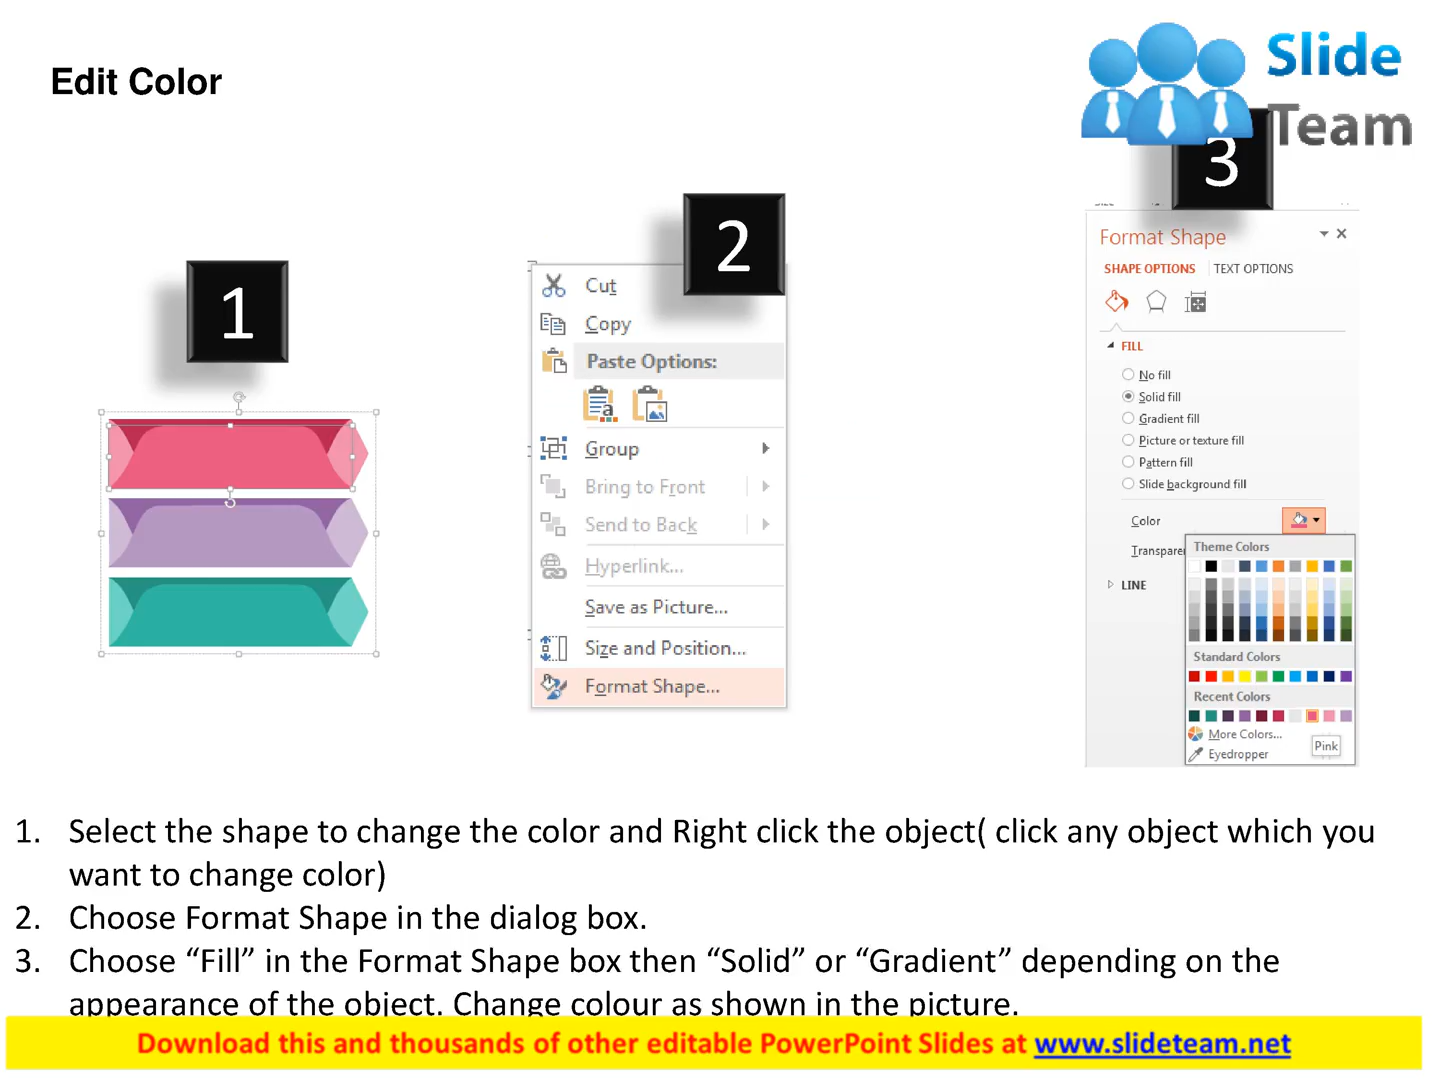 Edit Color
Slide
Team
1
2
3
Cut
Copy
Paste Options:
Group
Bring to Front
Send to Back
Hyperlink...
Save as Picture...
Size and Position...
Format Shape...
Format Shape
SHAPE OPTIONS
TEXT OPTIONS
FILL
No fill
Solid fill
Gradient fill
Picture or texture fill
Pattern fill
Slide background fill
Color
Transparen
LINE
Theme Colors
Standard Colors
Recent Colors
More Colors...
Eyedropper
Pink
1. Select the shape to change the color and Right click the object( click any object which you
want to change color)
2. Choose Format Shape in the dialog box.
3. Choose “Fill” in the Format Shape box then “Solid” or “Gradient” depending on the
appearance of the object. Change colour as shown in the picture.
Download this and thousands of other editable PowerPoint Slides at www.slideteam.net